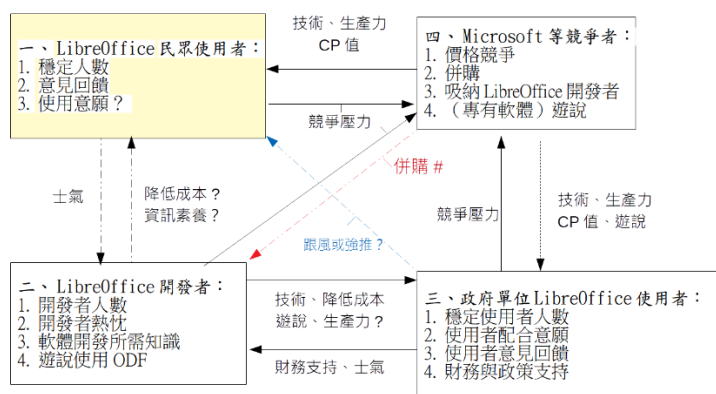 一、LibreOffice 民眾使用者：
1. 穩定人數
2. 意見回饋
3. 使用意願？
技術、生產力
CP 值
競爭壓力
四、Microsoft 等競爭者：
1. 價格競爭
2. 併購
3. 吸納 LibreOffice 開發者
4. （專有軟體）遊說
士氣
降低成本？
資訊素養？
併購 #
跟風或強推？
競爭壓力
技術、生產力
CP 值、遊說
二、LibreOffice 開發者：
1. 開發者人數
2. 開發者熱忱
3. 軟體開發所需知識
4. 遊說使用 ODF
技術、降低成本
遊說、生產力？
財務支持、士氣
三、政府單位 LibreOffice 使用者：
1. 穩定使用者人數
2. 使用者配合意願
3. 使用者意見回饋
4. 財務與政策支持